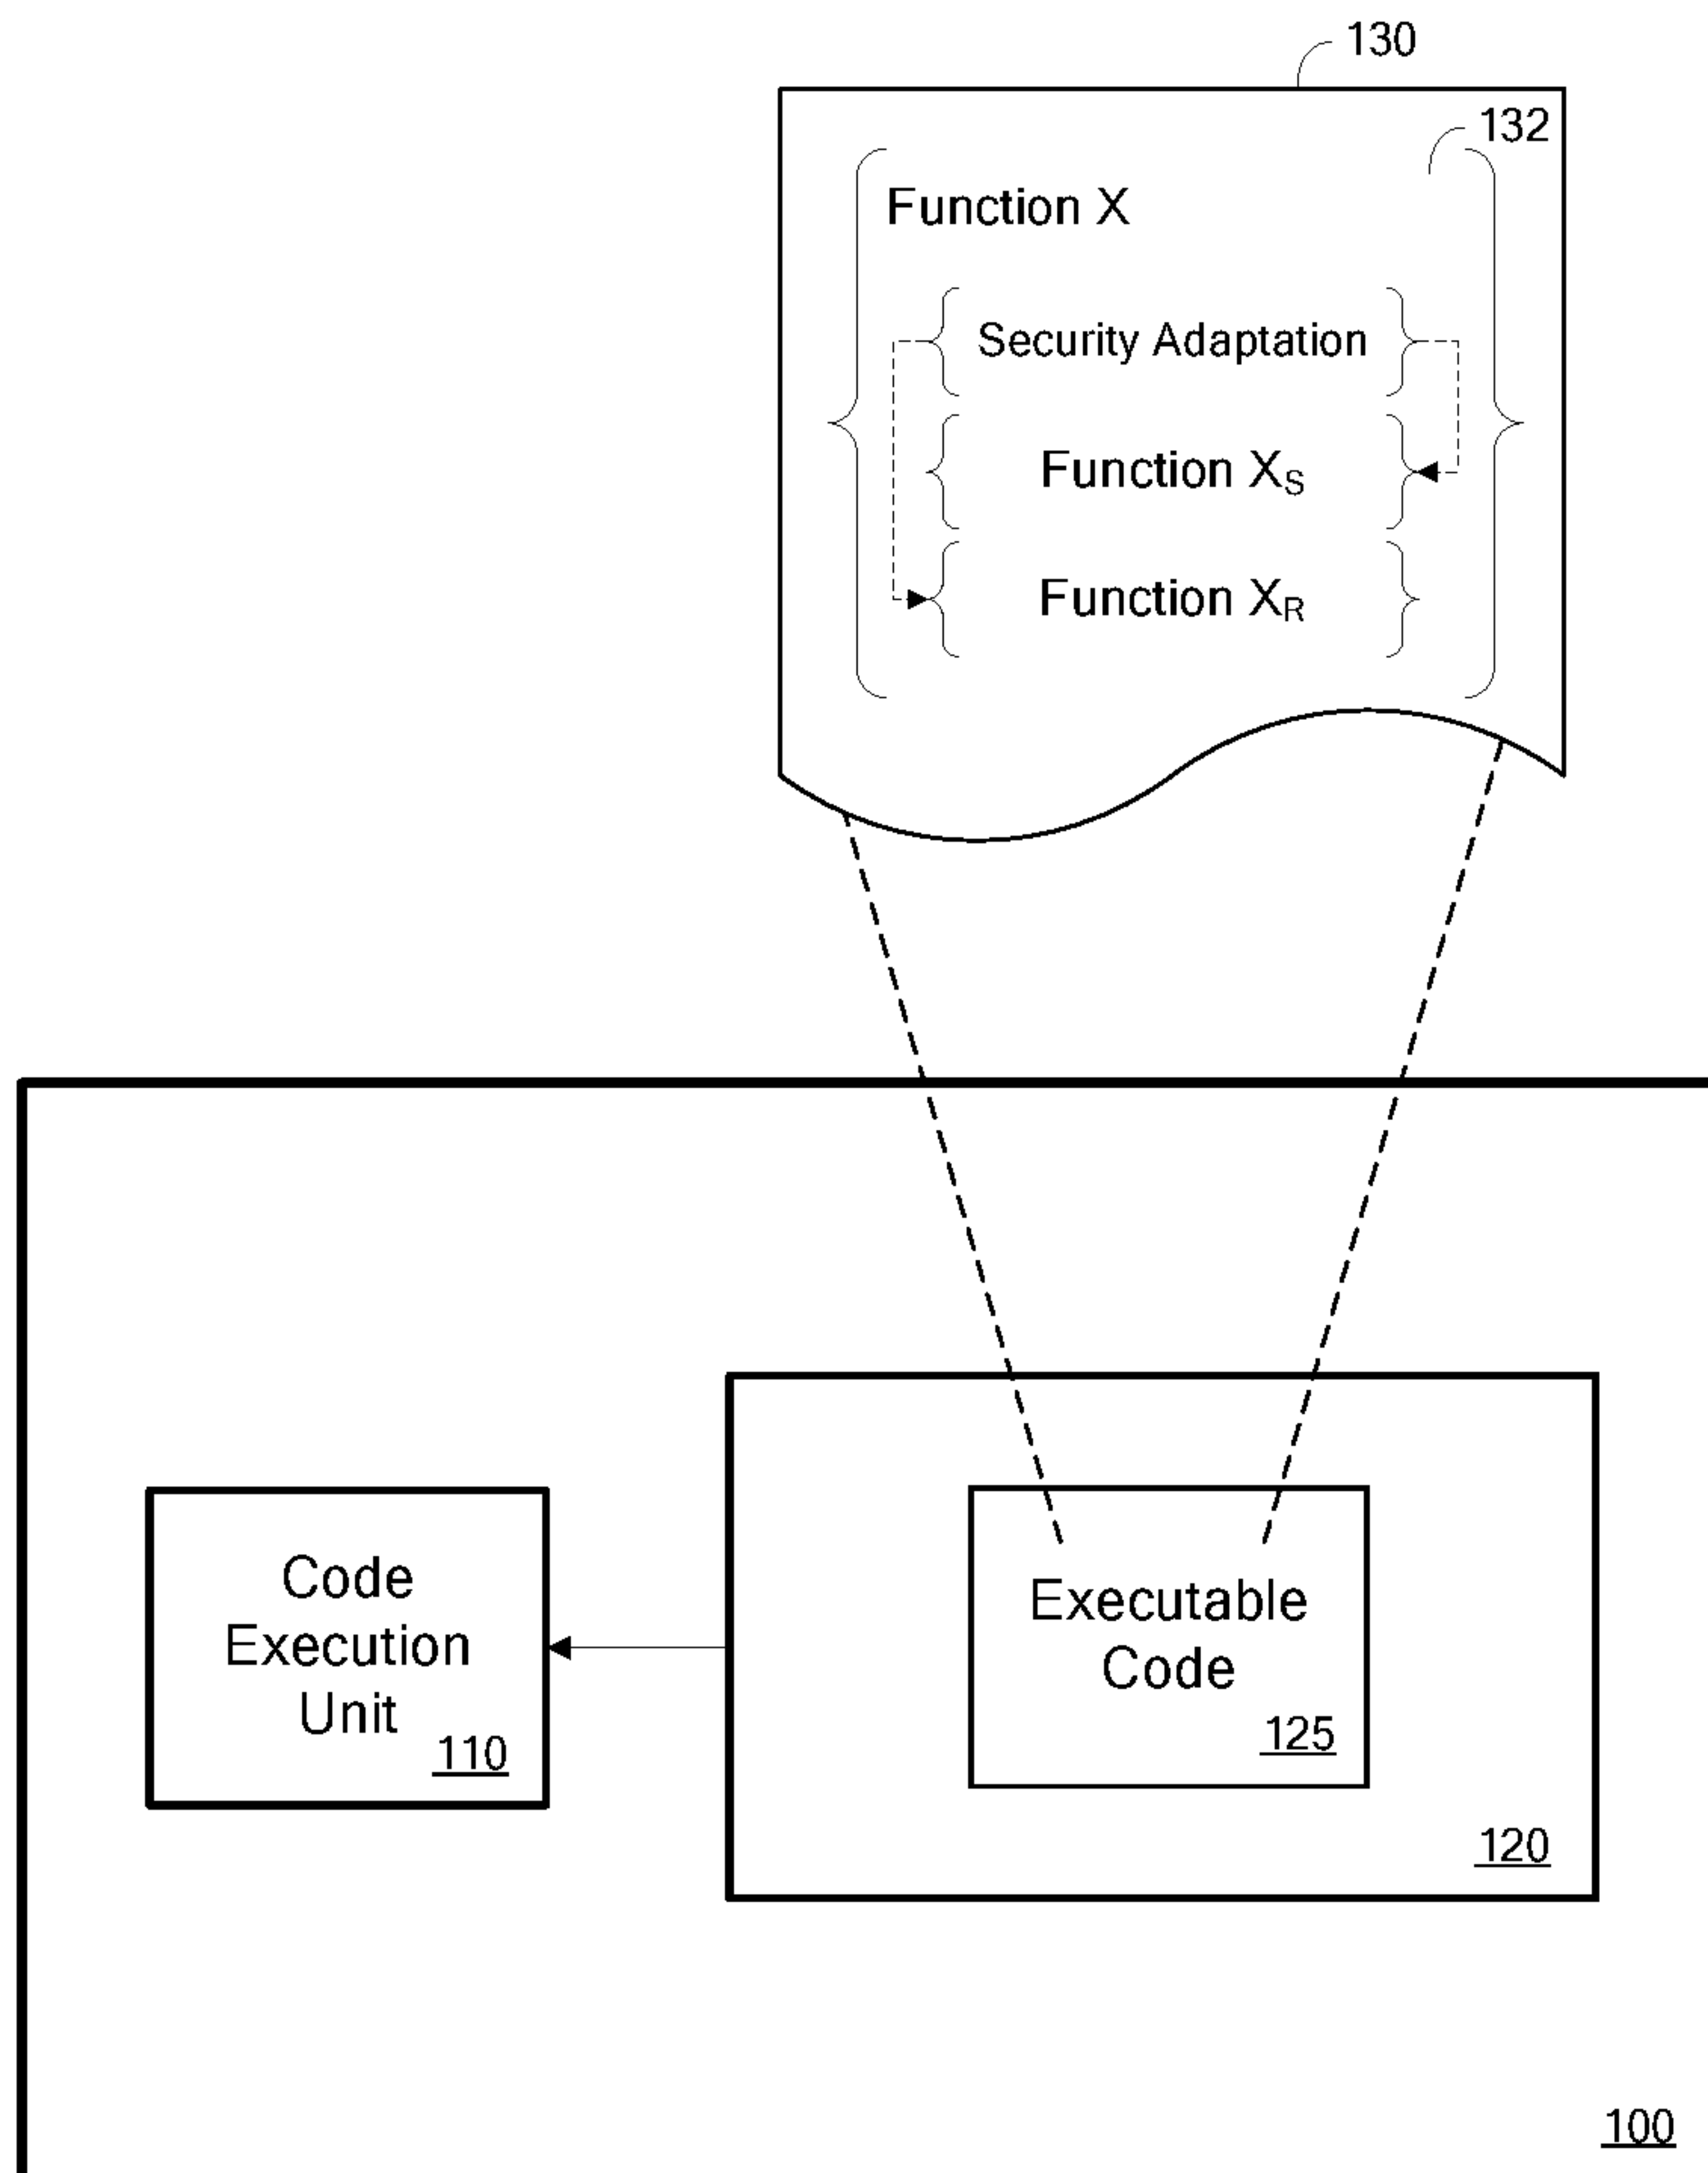 130
132
Function X
Security Adaptation
Function XS
Function XR
Code
Execution
Unit
110
Executable
Code
125
120
100